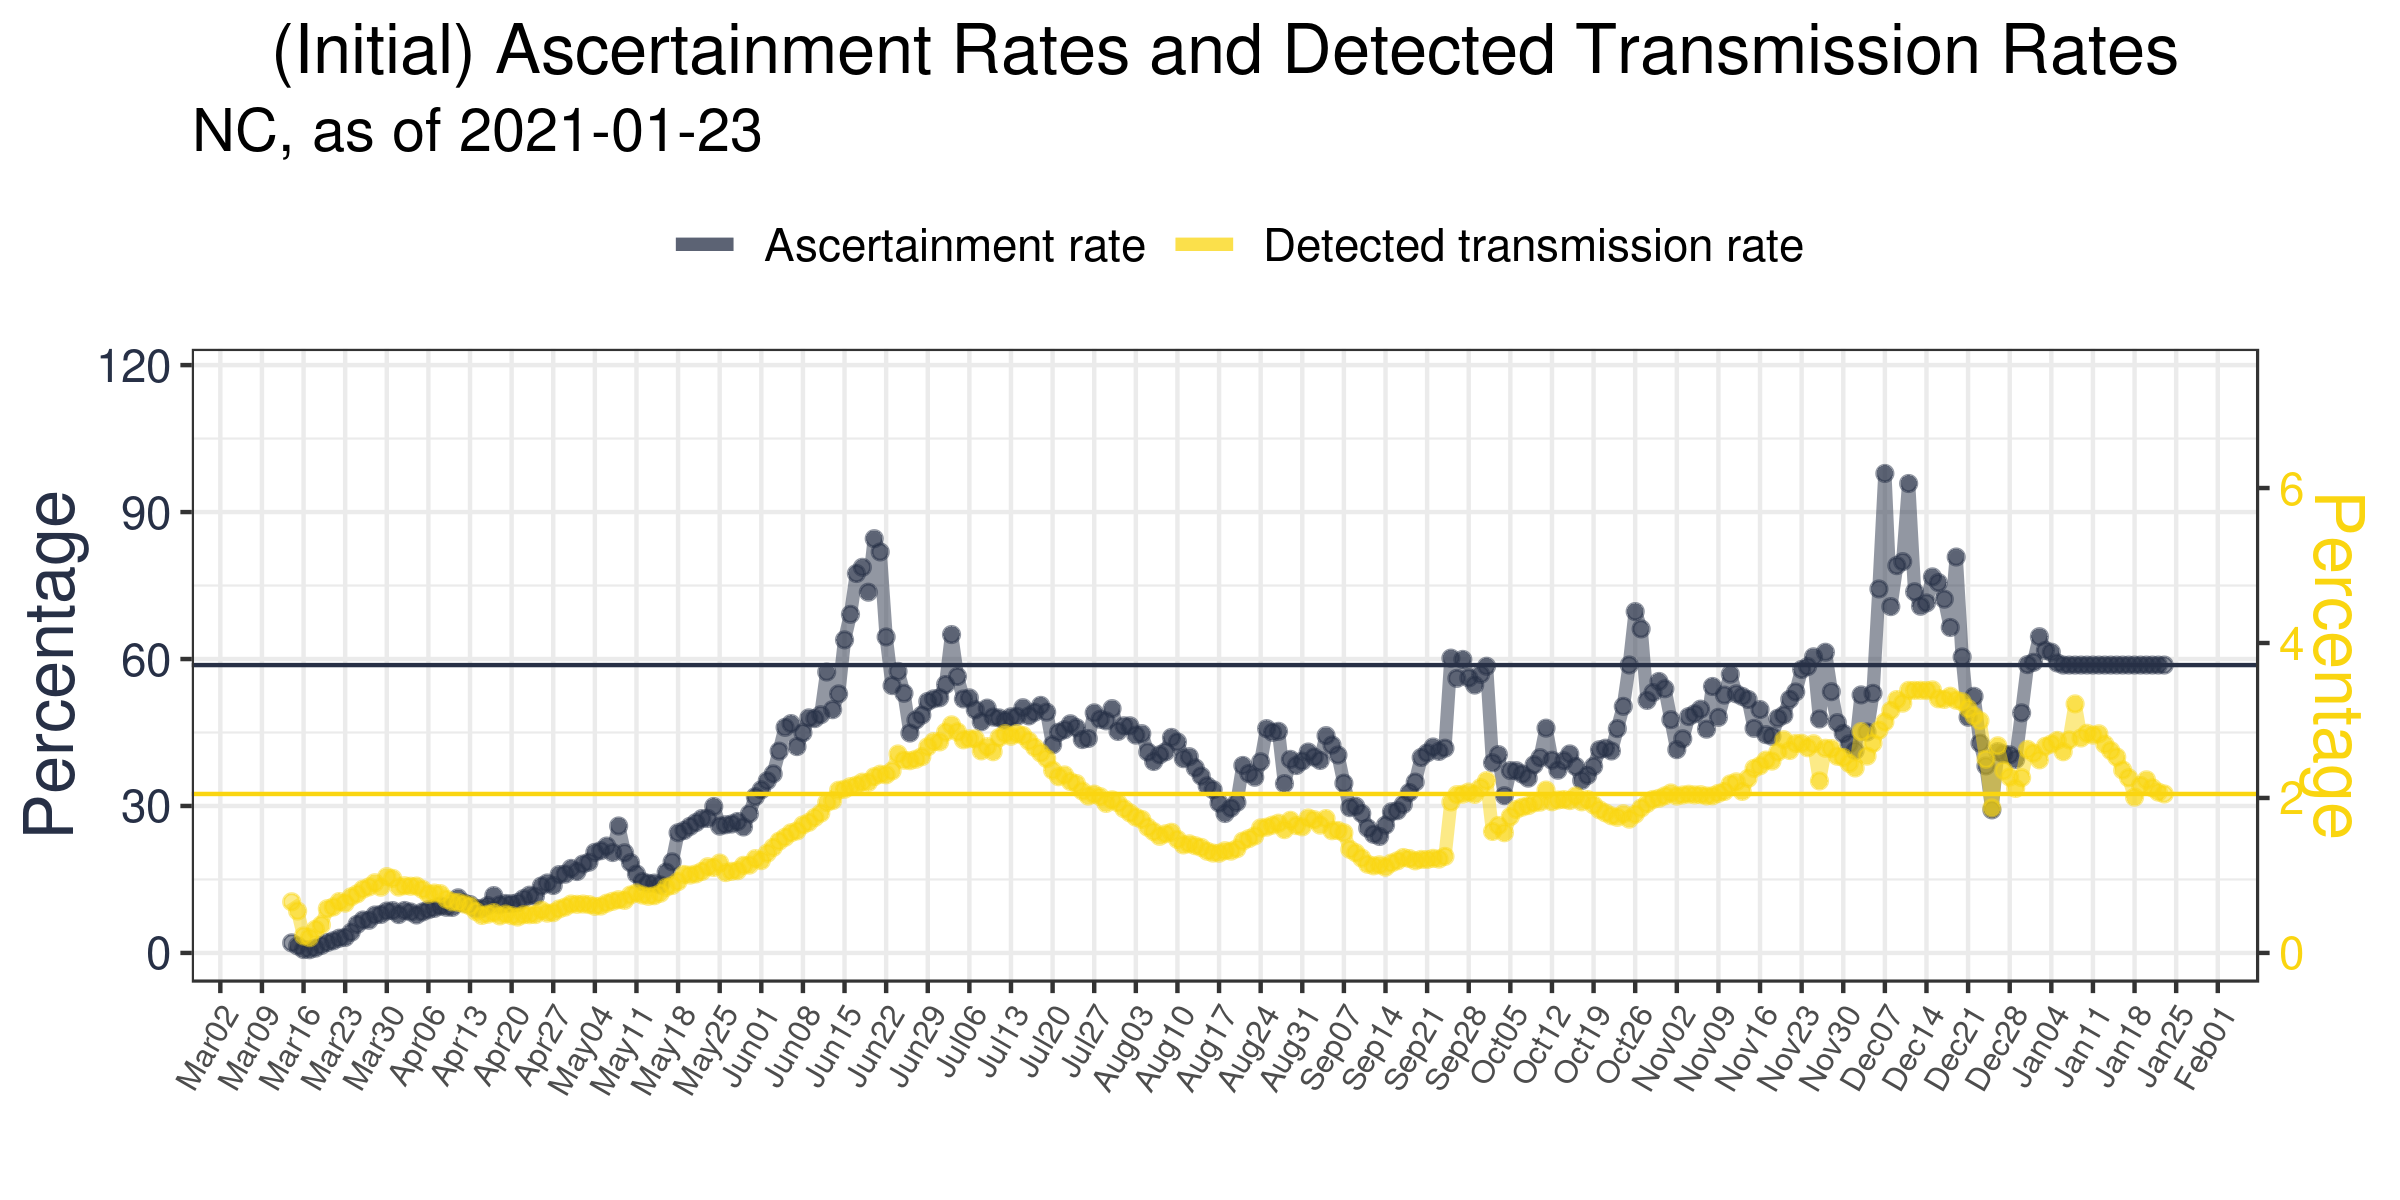 (Initial) Ascertainment Rates and Detected Transmission Rates
NC, as of 2021-01-23
Ascertainment rate
Detected transmission rate
Percentage
120
90
60
30
0
6
4
2
0
Percentage
Mar02
Mar09
Mar16
Mar23
Mar30
Apr06
Apr13
Apr20
Apr27
May04
May11
May18
May25
Jun01
Jun08
Jun15
Jun22
Jun29
Jul06
Jul13
Jul20
Jul27
Aug03
Aug10
Aug17
Aug24
Aug31
Sep07
Sep14
Sep21
Sep28
Oct05
Oct12
Oct19
Oct26
Nov02
Nov09
Nov16
Nov23
Nov30
Dec07
Dec14
Dec21
Dec28
Jan04
Jan11
Jan18
Jan25
Feb01